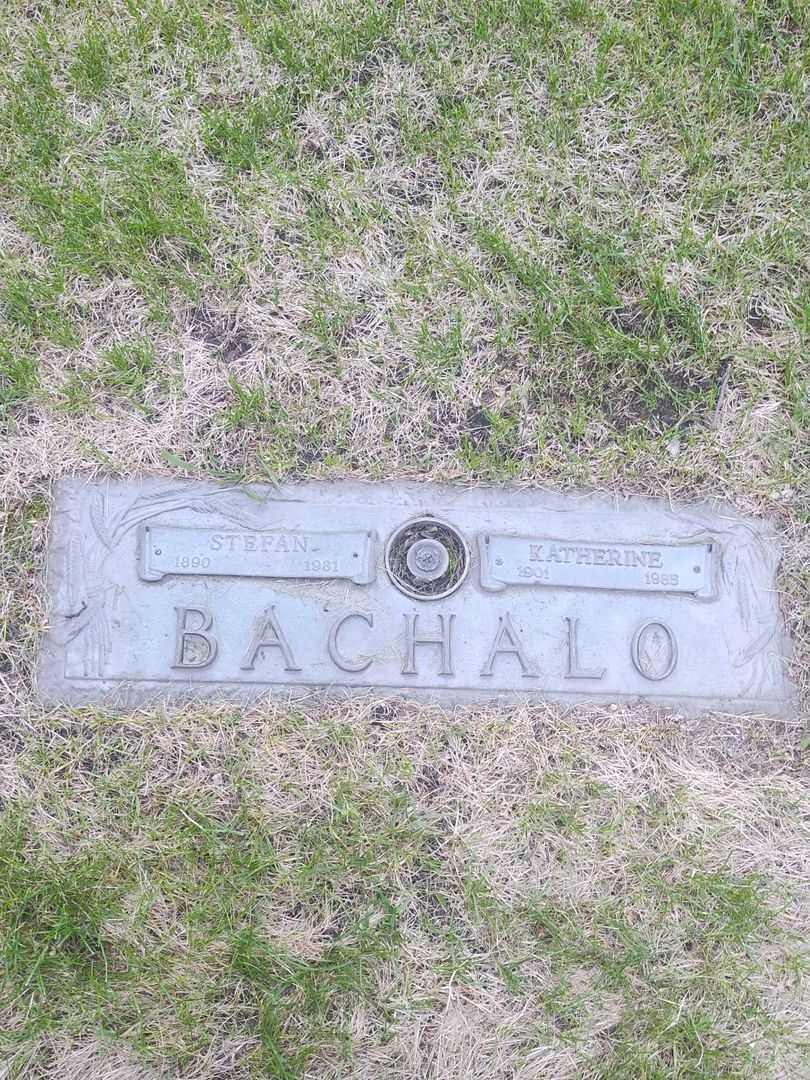 STEFAN
1890 1981
KATHERINE
1901 1985
BACHALO